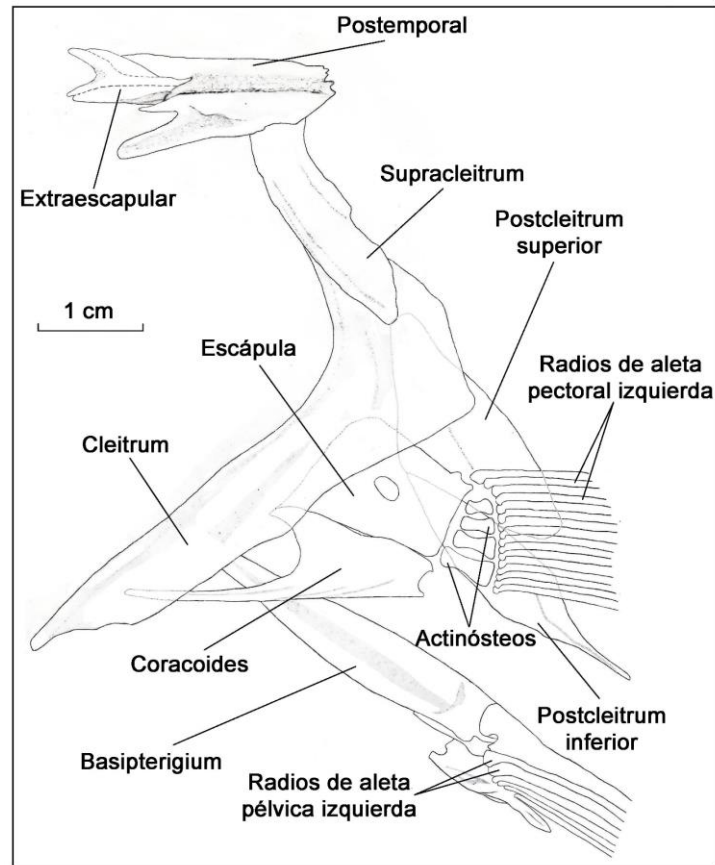 Postemporal
Extraescapular
Supracleitrum
Postcleitrum
superior
1 cm
Escápula
Radios de aleta
pectoral izquierda
Cleitrum
Actinósteos
Coracoides
Postcleitrum
inferior
Basipterigium
Radios de aleta
pélvica izquierda